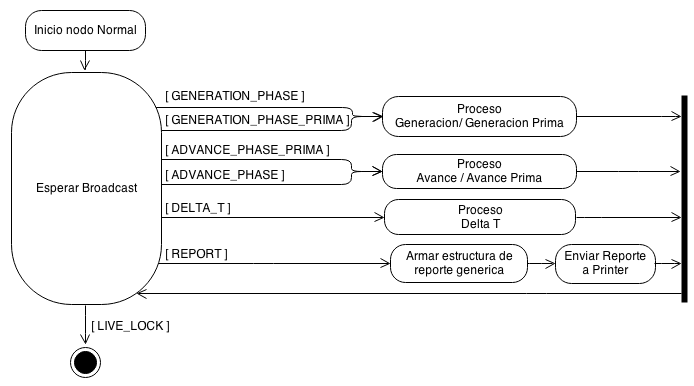 Inicio nodo Normal
[ GENERATION_PHASE ]
[ GENERATION_PHASE_PRIMA ]
Proceso
Generacion/ Generacion Prima
[ ADVANCE_PHASE_PRIMA ]
[ ADVANCE_PHASE ]
Proceso
Avance / Avance Prima
Esperar Broadcast
[ DELTA_T ]
Proceso
Delta T
[ REPORT ]
Armar estructura de
reporte generica
Enviar Reporte
a Printer
[ LIVE_LOCK ]